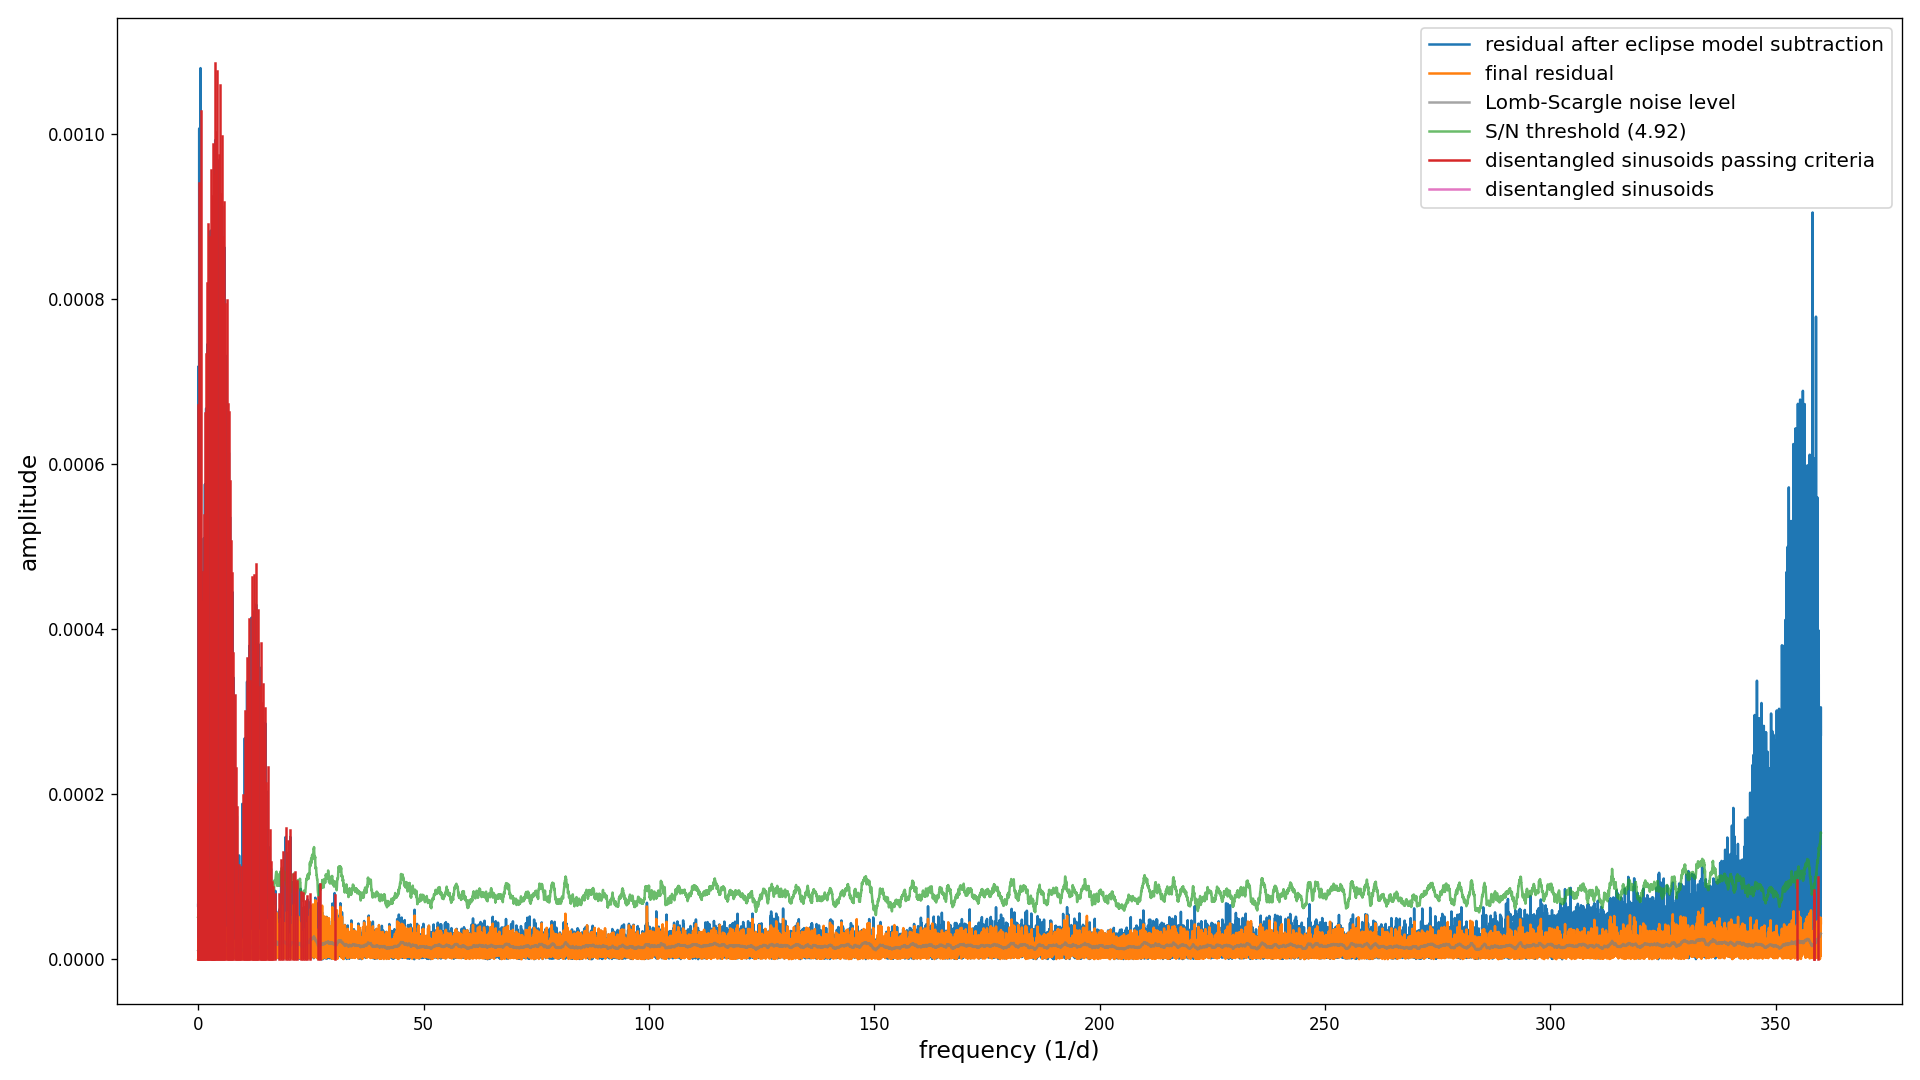 residual after eclipse model subtraction
final residual
Lomb-Scargle noise level
S/N threshold (4.92)
disentangled sinusoids passing criteria
disentangled sinusoids
amplitude
0.0010
0.0008
0.0006
0.0004
0.0002
0.0000
0 50 100 150 200 250 300 350
frequency (1/d)